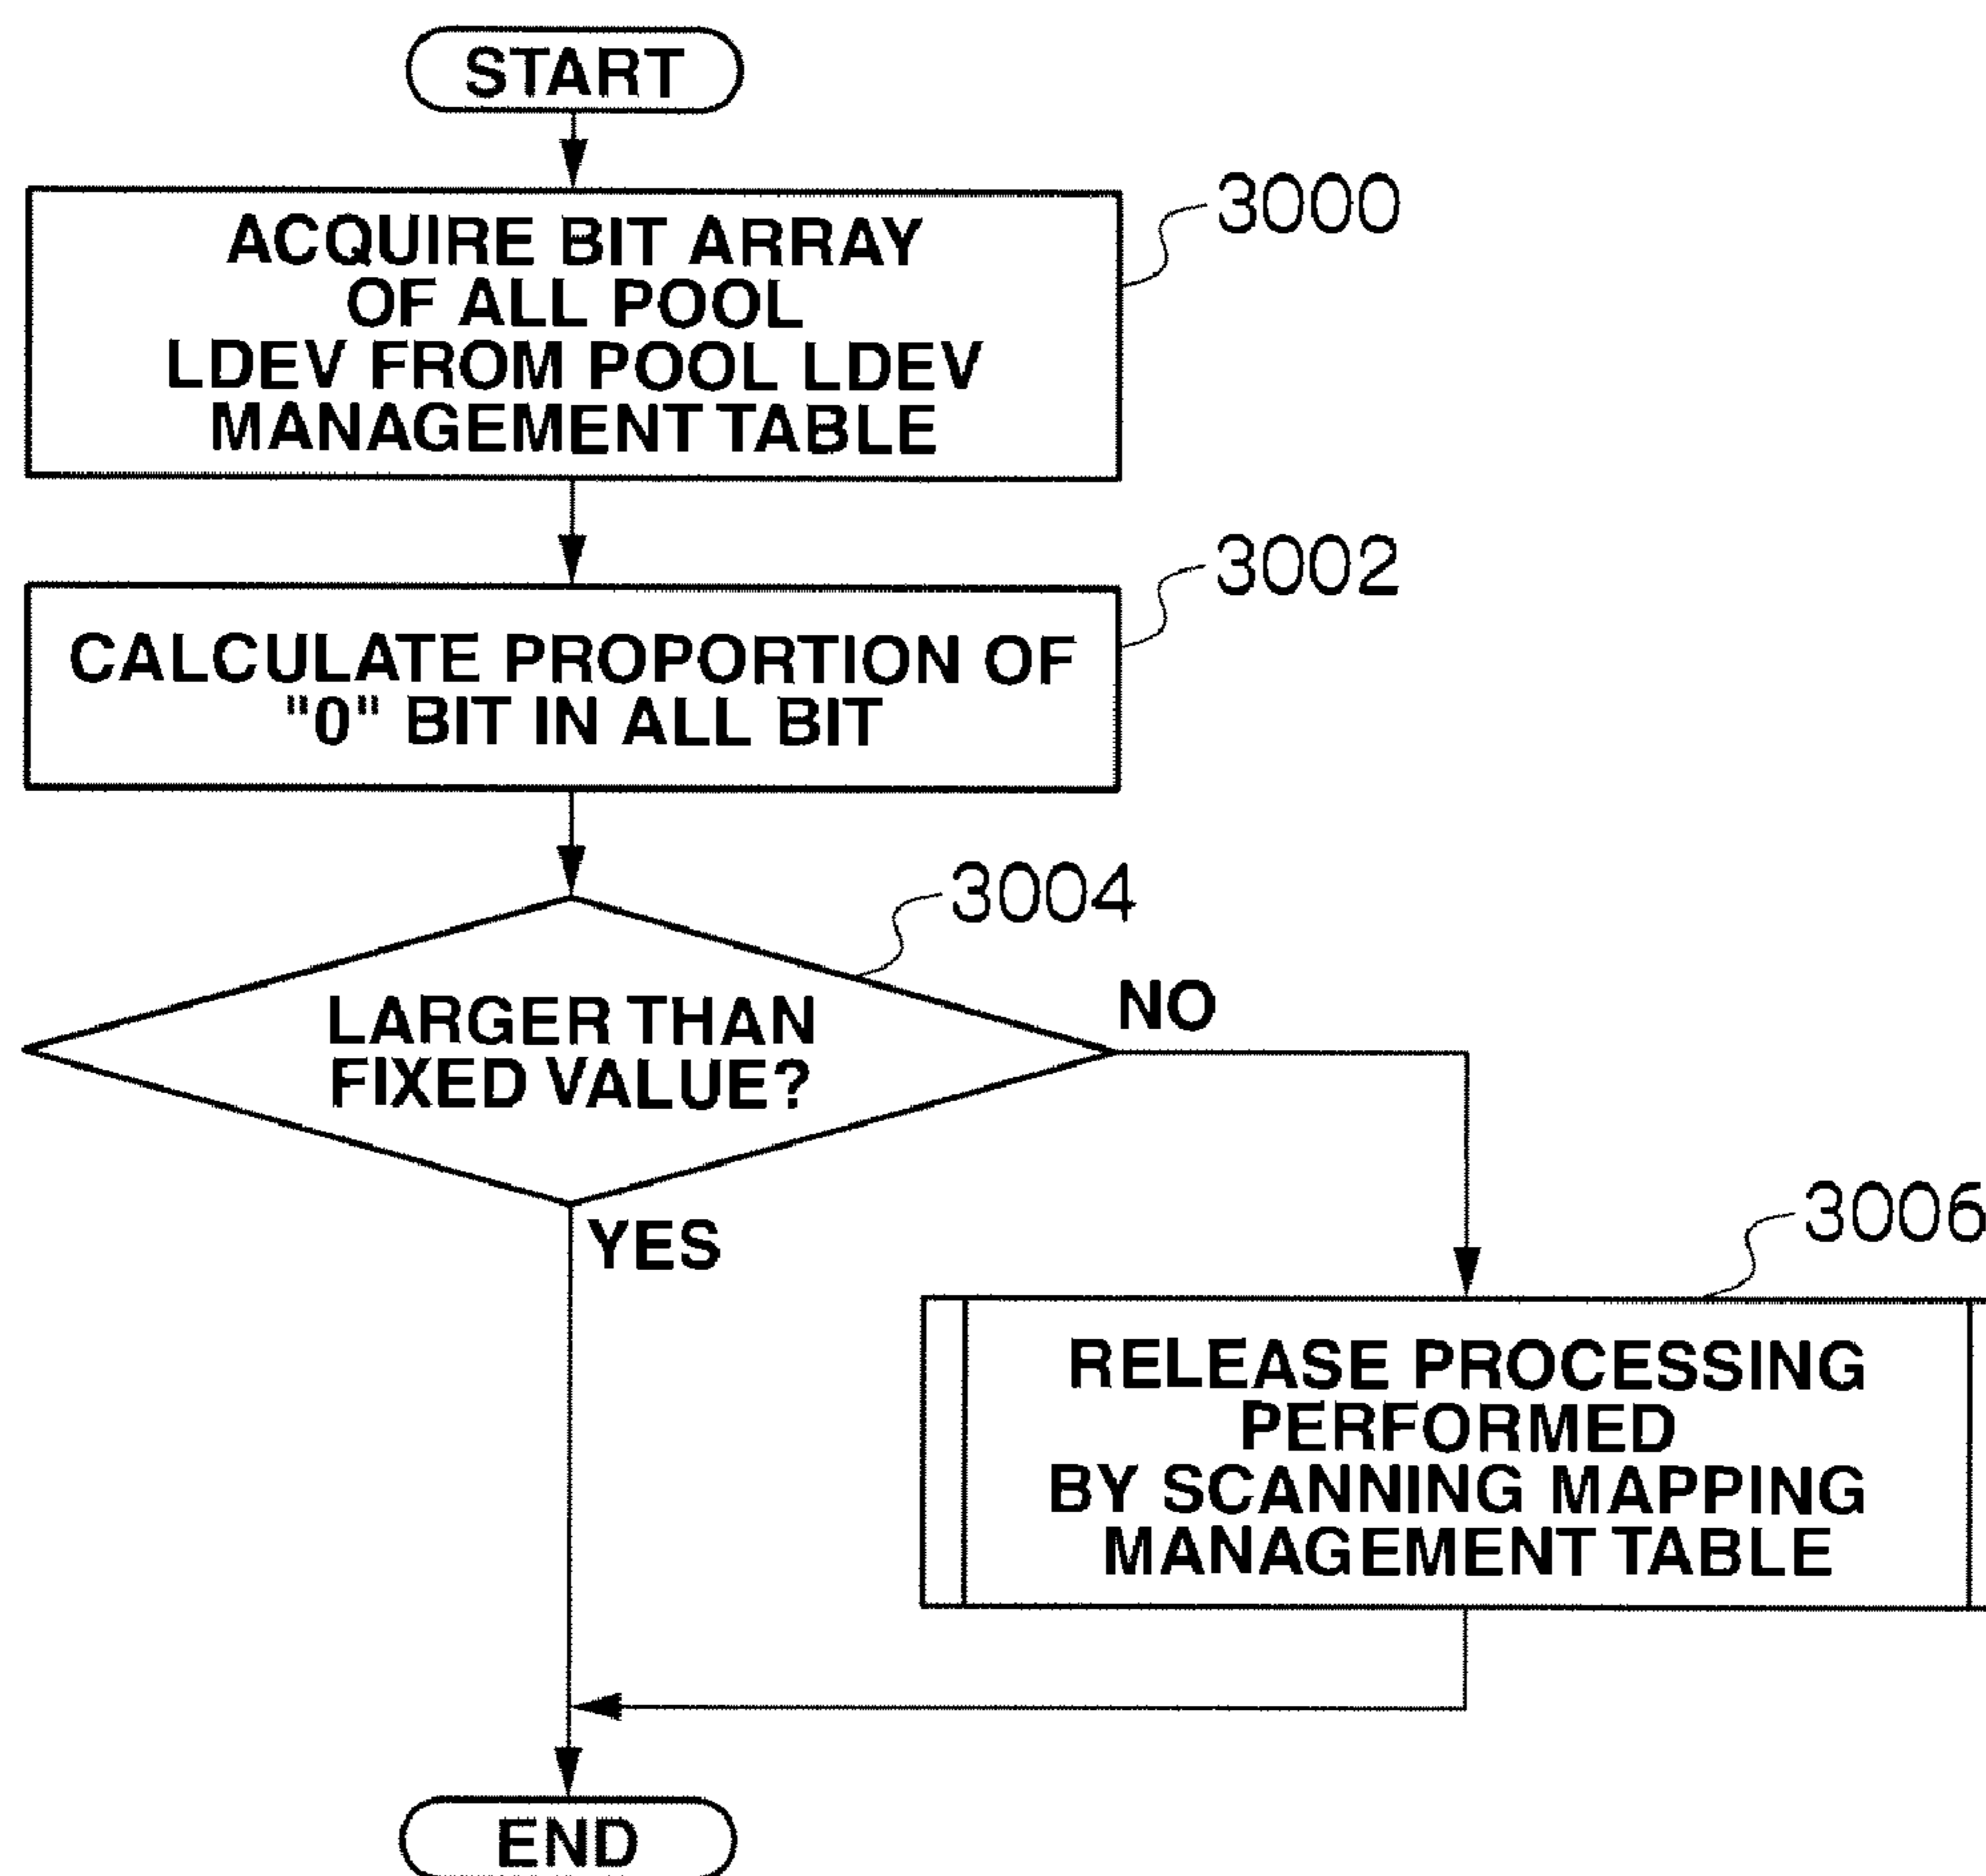 START
ACQUIRE BIT ARRAY
OF ALL POOL
LDEV FROM POOL LDEV
MANAGEMENT TABLE
3000
CALCULATE PROPORTION OF
"0" BIT IN ALL BIT
3002
LARGER THAN
FIXED VALUE?
3004
NO
YES
3006
RELEASE PROCESSING
PERFORMED
BY SCANNING MAPPING
MANAGEMENT TABLE
END